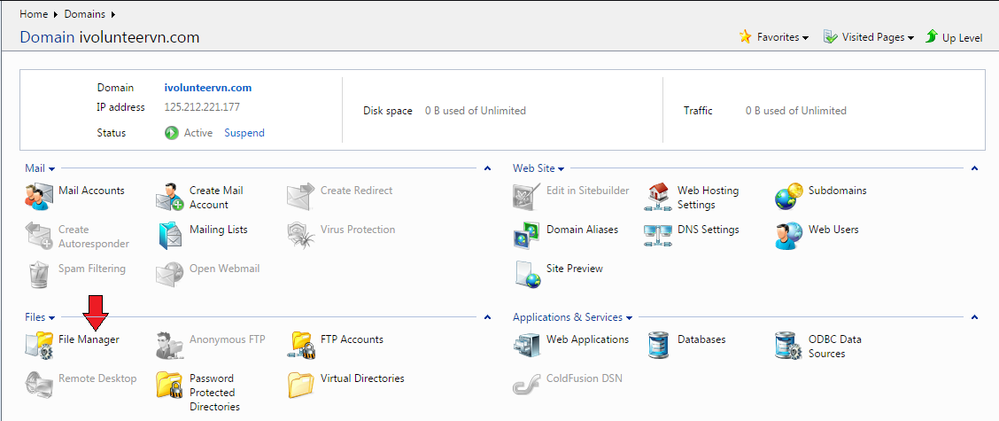 Home Domains
Domain ivolunteervn.com
Favorites Visited Pages Up Level
Domain ivolunteervn.com
IP address 125.212.221.177
Status Active Suspend
Disk space 0 B used of Unlimited
Traffic 0 B used of Unlimited
Mail
Mail Accounts
Create Mail
Account
Create Redirect
Create
Autoresponder
Mailing Lists
Virus Protection
Spam Filtering
Open Webmail
Web Site
Edit in Sitebuilder
Web Hosting
Settings
Subdomains
Domain Aliases
DNS Settings
Web Users
Site Preview
Files
File Manager
Anonymous FTP
FTP Accounts
Remote Desktop
Password
Protected
Directories
Virtual Directories
Applications & Services
Web Applications
Databases
ODBC Data
Sources
ColdFusion DSN